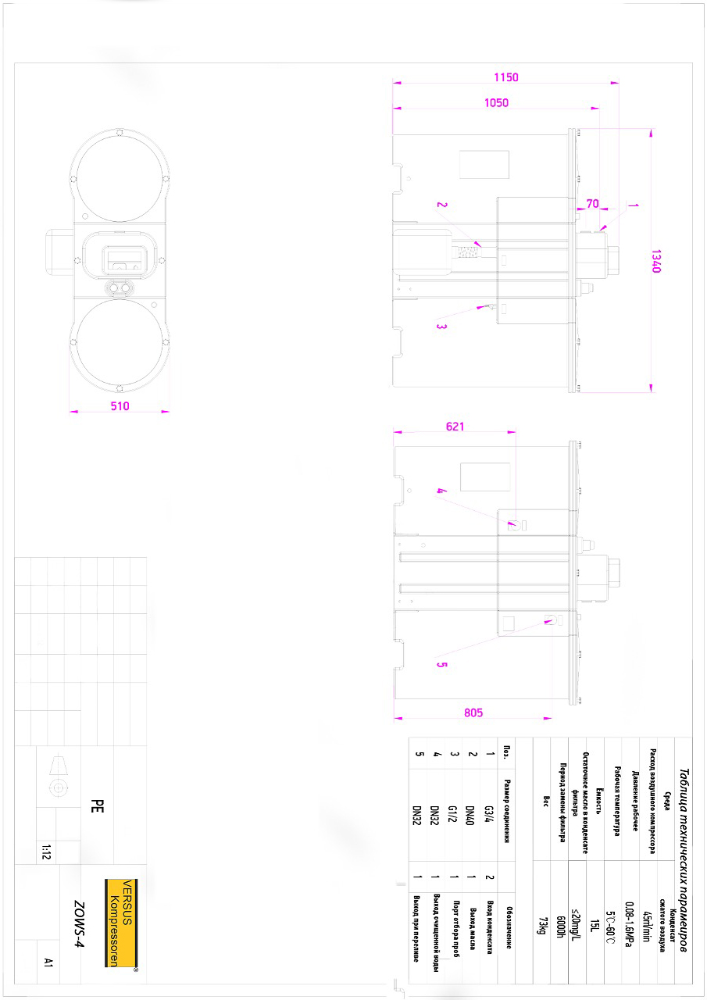 1150
1050
70
1
1340
2
3
510
621
4
5
805
Таблица технических парамеиров
Среда
Конденсат
сжатого воздуха
Расход воздушного компрессора
45m³/min
Давление рабочее
0.08-1.6MPa
Рабочая температура
5℃-60℃
Емкость
15L
Остаточное масло в конденсате
фильтра
≤20mg/L
Период замены фильтра
6000h
Вес
73kg
Поз. Размер соединения Обозначение
1 G3/4 2 Вход конденсата
2 DN40 1 Выход масла
3 G1/2 1 Порт отбора проб
4 DN32 1 Выход очищенной воды
5 DN32 1 Выход при переливе
PE
1:12
VERSUS
Kompressoren®
ZOWS-4
A1